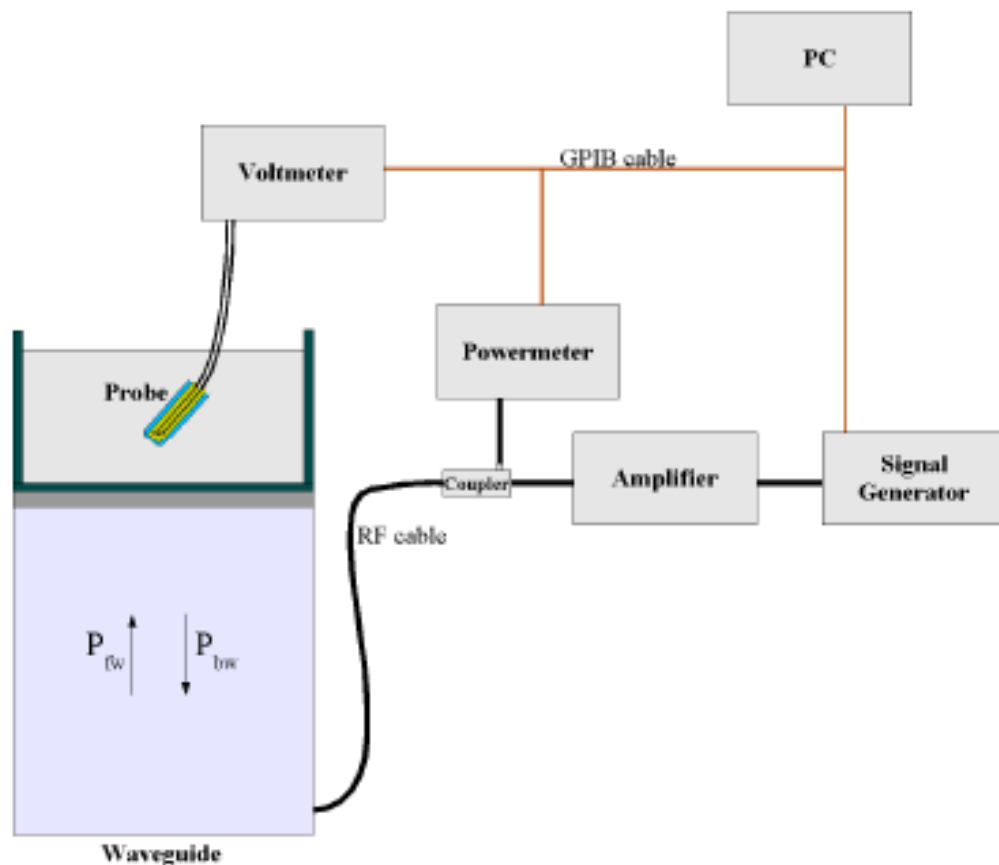 PC
GPIB cable
Voltmeter
Powermeter
Probe
Coupler
Amplifier
Signal
Generator
RF cable
P fw
P bw
Waveguide